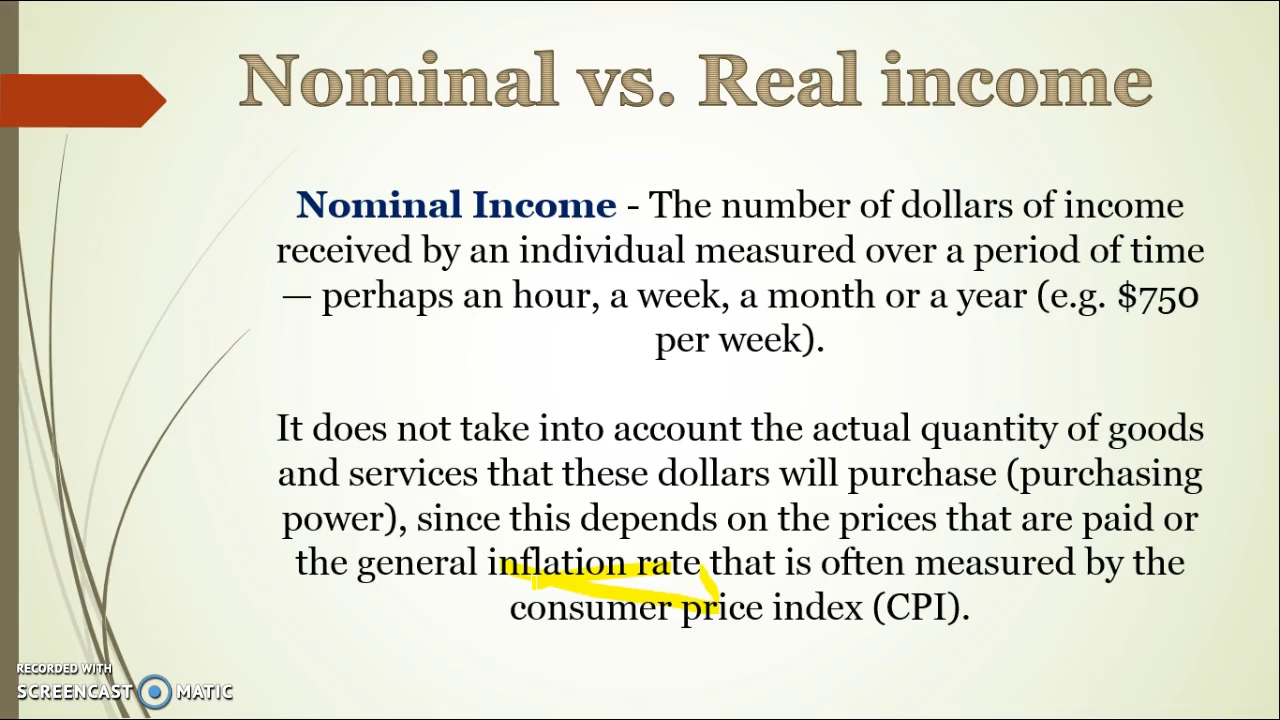 Nominal vs. Real income
Nominal Income - The number of dollars of income
received by an individual measured over a period of time
— perhaps an hour, a week, a month or a year (e.g. $750
per week).
It does not take into account the actual quantity of goods
and services that these dollars will purchase (purchasing
power), since this depends on the prices that are paid or
the general inflation rate that is often measured by the
consumer price index (CPI).
RECORDED WITH
SCREENCAST MATIC